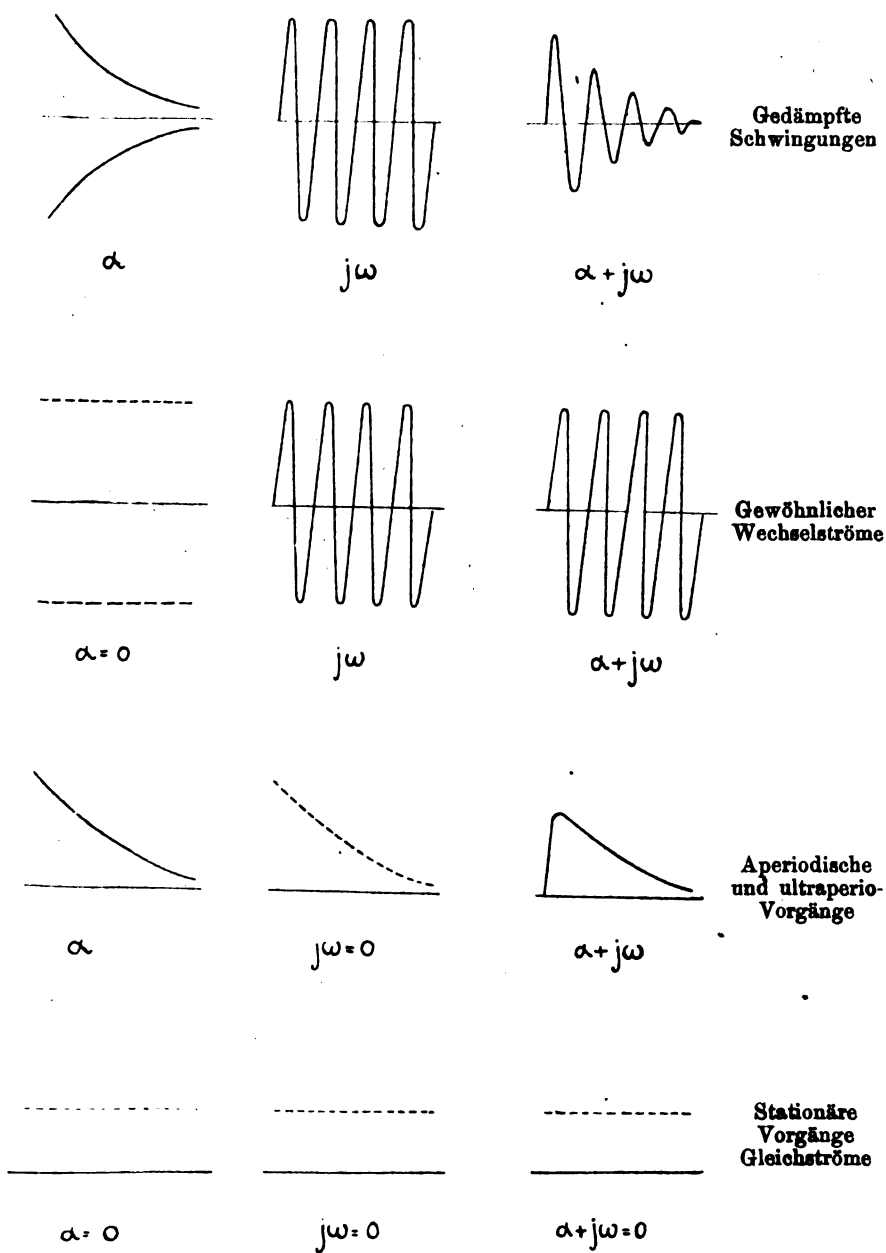 Gedämpfte
Schwingungen
α
jω
α + jω
Gewöhnlicher
Wechselströme
α = 0
jω
α + jω
Aperiodische
und ultraperio-
Vorgänge
α
jω = 0
α + jω
Stationäre
Vorgänge
Gleichströme
α = 0
jω = 0
α + jω = 0